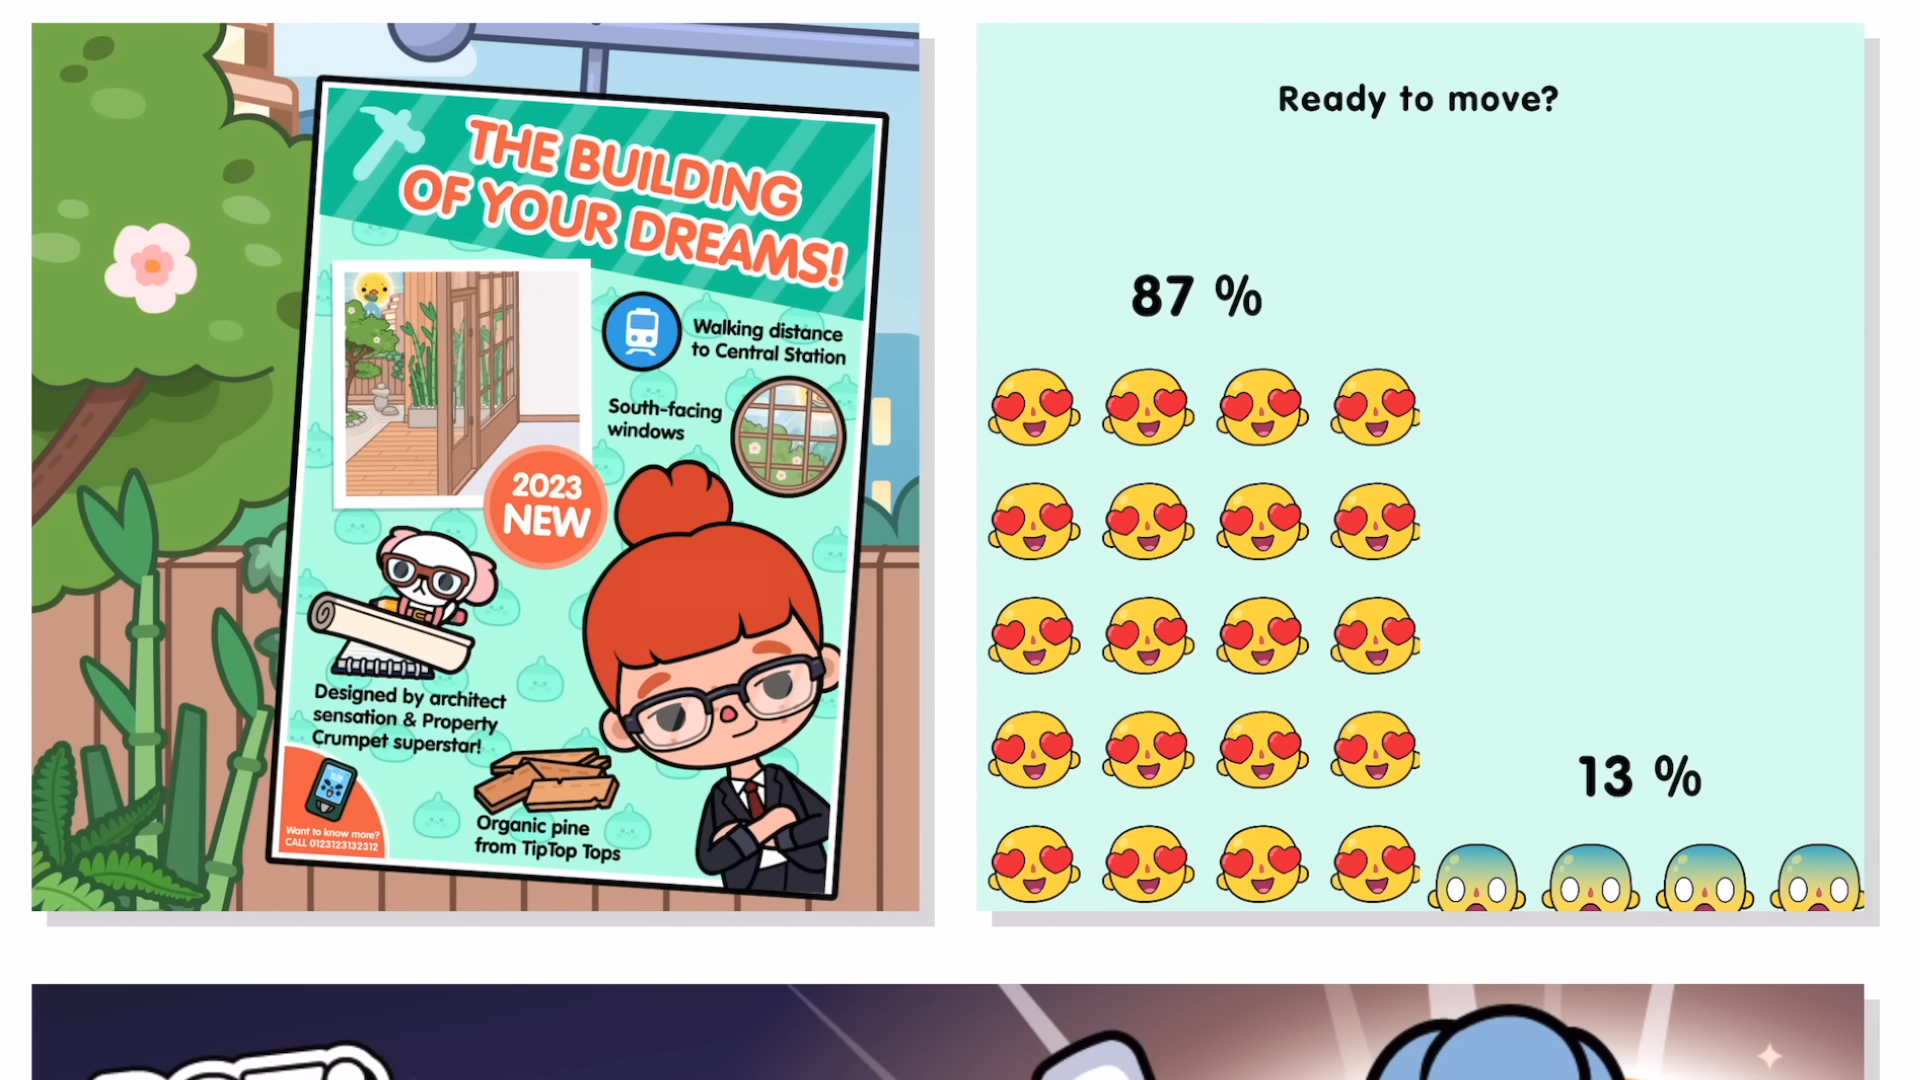 THE BUILDING
OF YOUR DREAMS!
Walking distance
to Central Station
South-facing
windows
2023
NEW
Designed by architect
sensation & Property
Crumpet superstar!
Organic pine
from TipTop Tops
Want to know more?
CALL 0123123132312
Ready to move?
87 %
13 %